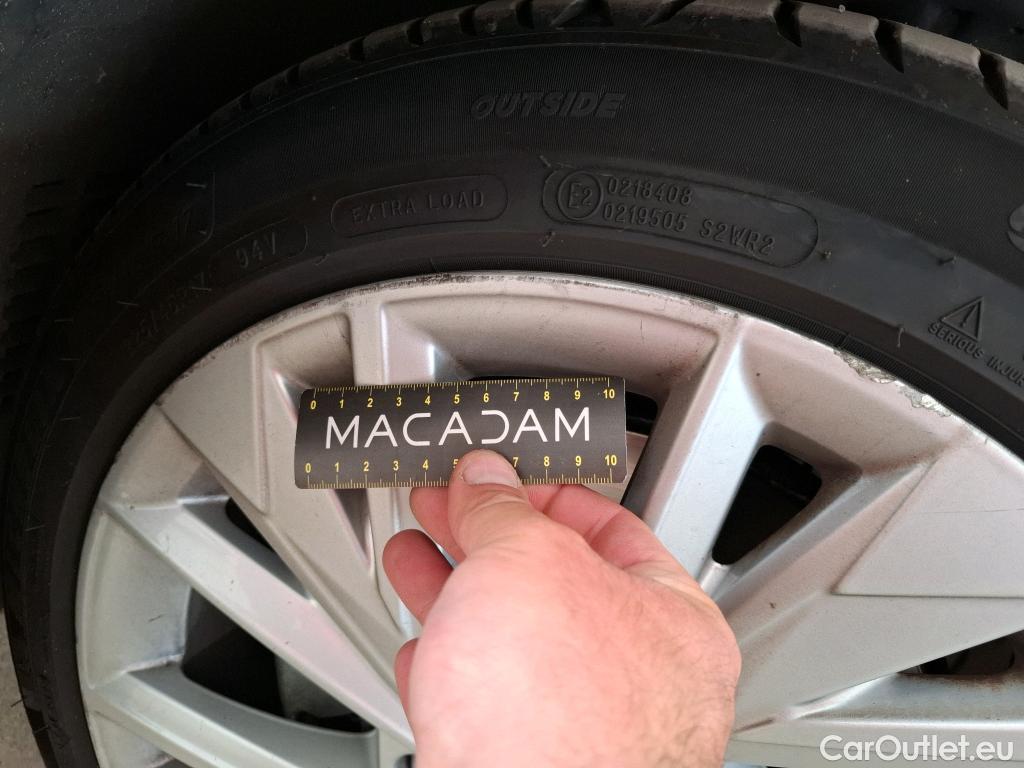 OUTSIDE
EXTRA LOAD
E2 0218408
0219505 S2WR2
94V
SERIOUS INJUR
0 1 2 3 4 5 6 7 8 9 10
MACADAM
0 1 2 3 4 5 7 8 9 10
CarOutlet.eu